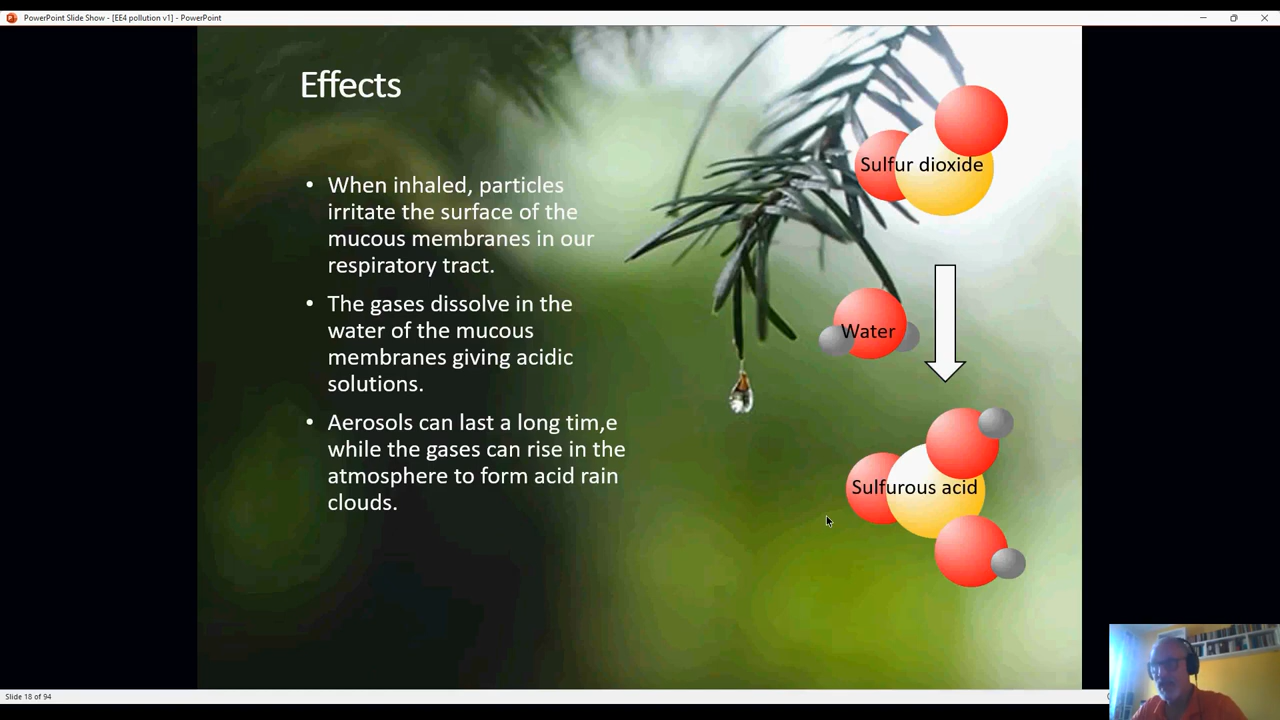 PowerPoint Slide Show - [EE4 pollution v1] - PowerPoint
Effects
• When inhaled, particles
irritate the surface of the
mucous membranes in our
respiratory tract.
• The gases dissolve in the
water of the mucous
membranes giving acidic
solutions.
• Aerosols can last a long tim,e
while the gases can rise in the
atmosphere to form acid rain
clouds.
Sulfur dioxide
Water
Sulfurous acid
Slide 18 of 94